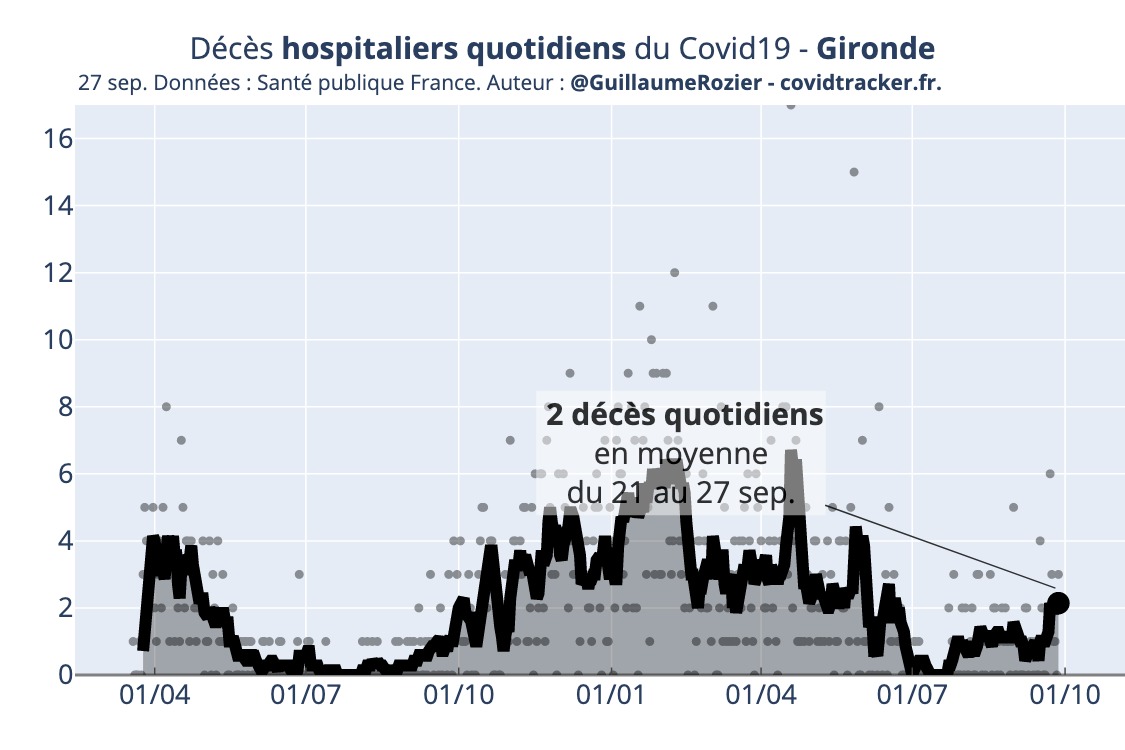 Décès hospitaliers quotidiens du Covid19 - Gironde
27 sep. Données : Santé publique France. Auteur : @GuillaumeRozier - covidtracker.fr.
16
14
12
10
8
2 décès quotidiens
en moyenne
6
du 21 au 27 sep.
4
2
0
01/04 01/07 01/10 01/01 01/04 01/07 01/10